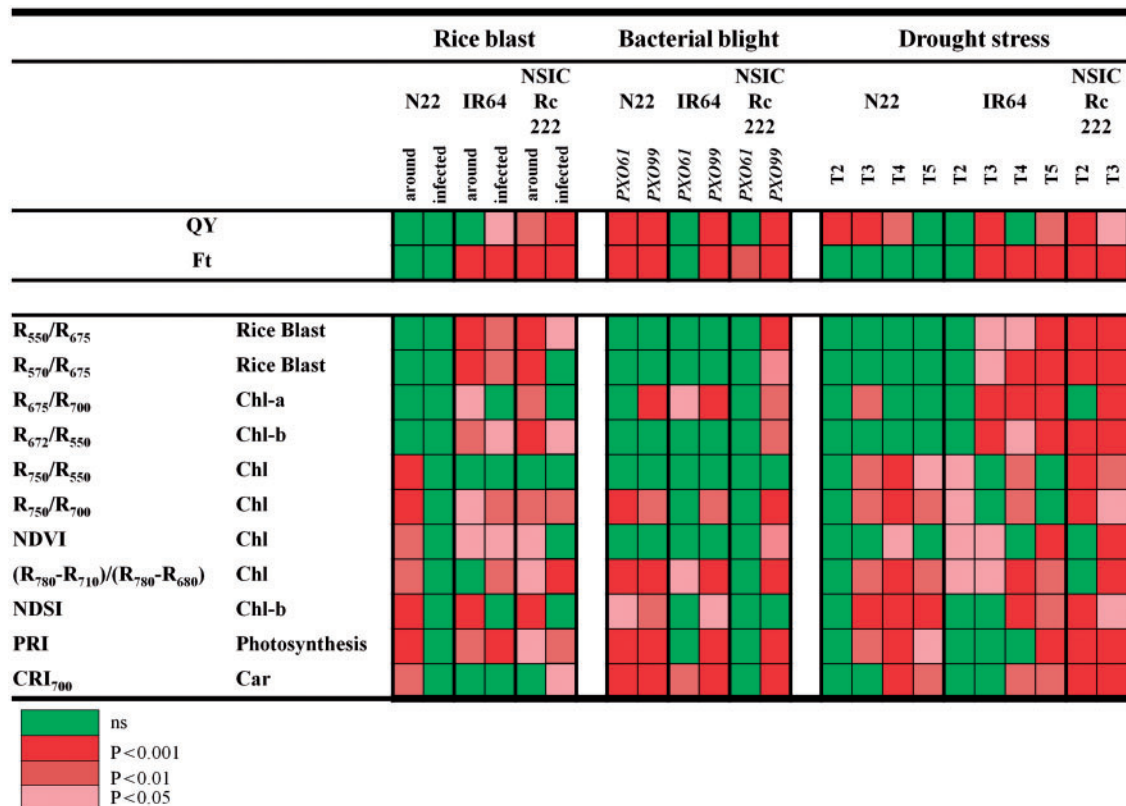 Rice blast Bacterial blight Drought stress
N22 IR64 NSIC Rc 222 N22 IR64 NSIC Rc 222 N22 IR64 NSIC Rc 222
around infected around infected around infected PXO61 PXO99 PXO61 PXO99 PXO61 PXO99 T2 T3 T4 T5 T2 T3 T4 T5 T2 T3
QY
Ft
R550/R675 Rice Blast
R570/R675 Rice Blast
R675/R700 Chl-a
R672/R550 Chl-b
R750/R550 Chl
R750/R700 Chl
NDVI Chl
(R780-R710)/(R780-R680) Chl
NDSI Chl-b
PRI Photosynthesis
CRI700 Car
ns
P<0.001
P<0.01
P<0.05